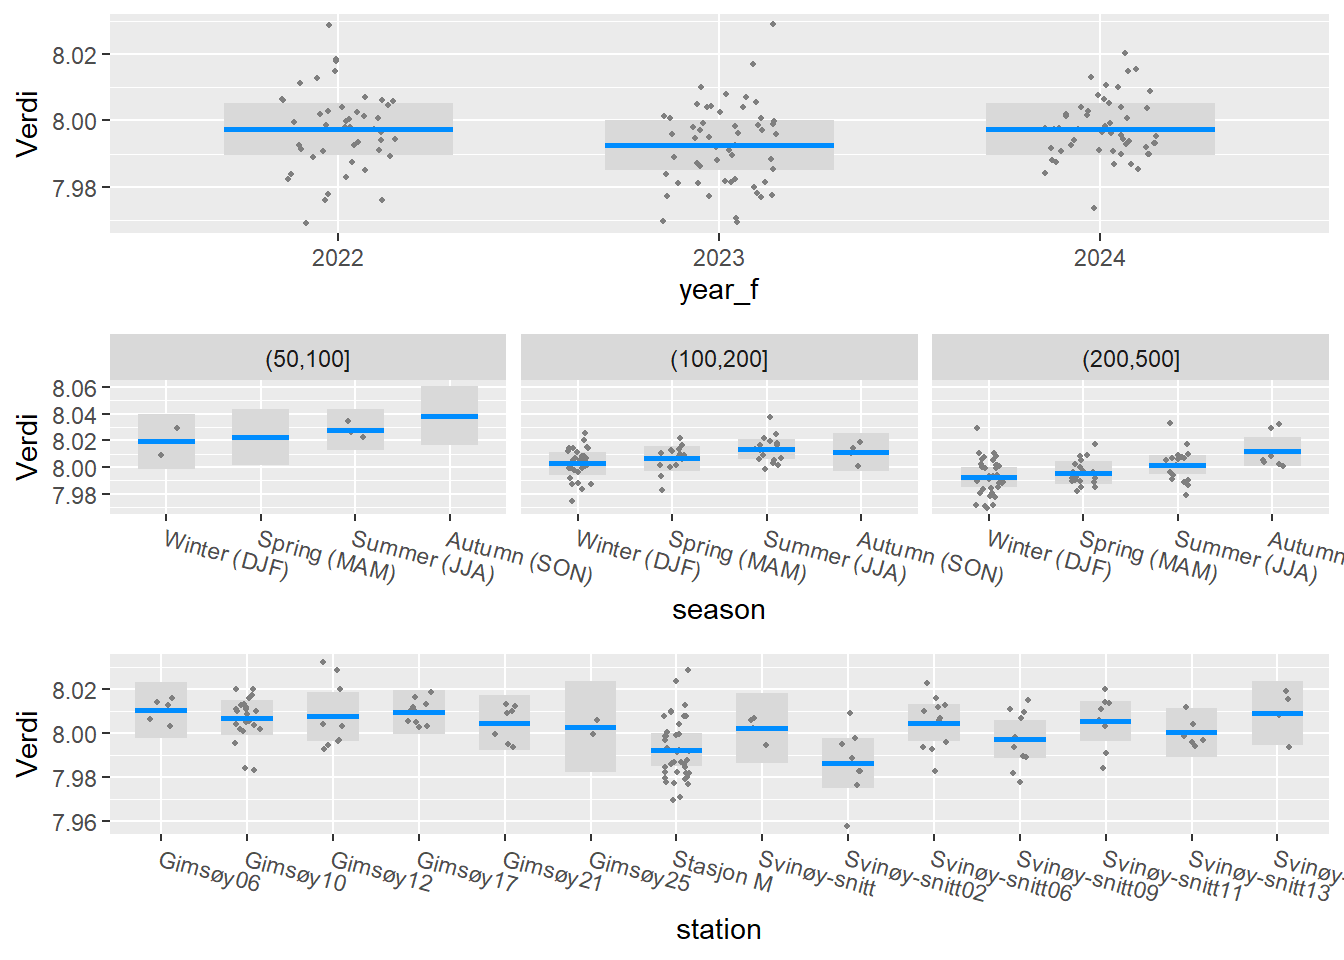 Verdi
8.02
8.00
7.98
2022 2023 2024
year_f
(50,100] (100,200] (200,500]
Verdi
8.06
8.04
8.02
8.00
7.98
Winter (DJF) Spring (MAM) Summer (JJA) Autumn (SON) Winter (DJF) Spring (MAM) Summer (JJA) Autumn (SON) Winter (DJF) Spring (MAM) Summer (JJA) Autumn
season
Verdi
8.02
8.00
7.98
7.96
Gimsøy06 Gimsøy10 Gimsøy12 Gimsøy17 Gimsøy21 Gimsøy25 Stasjon M Svinøy-snitt Svinøy-snitt02 Svinøy-snitt06 Svinøy-snitt09 Svinøy-snitt11 Svinøy-snitt13 Svinøy-
station